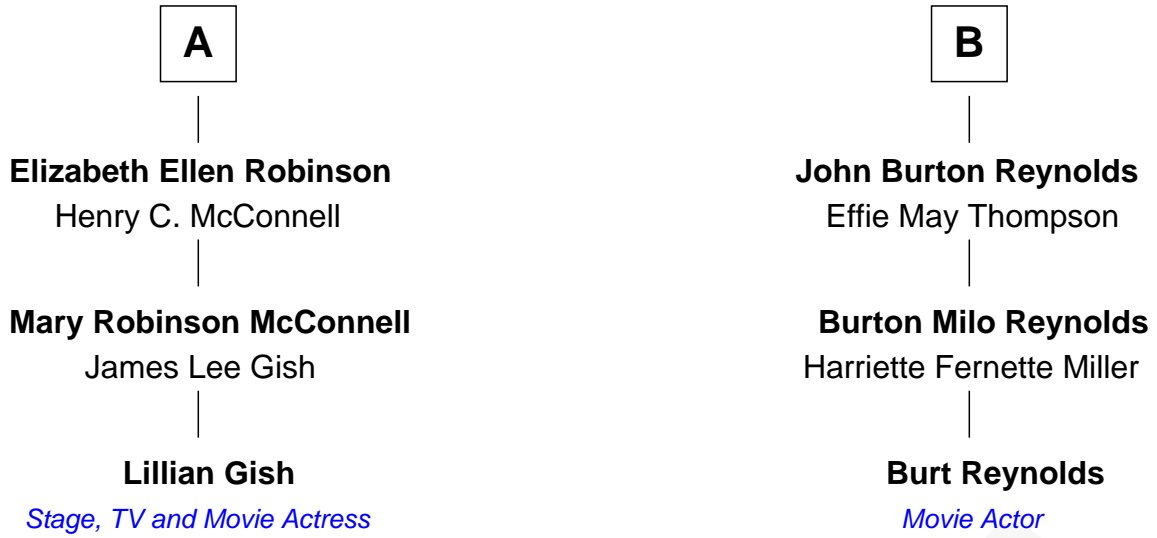 A
Elizabeth Ellen Robinson
Henry C. McConnell
Mary Robinson McConnell
James Lee Gish
Lillian Gish
Stage, TV and Movie Actress
B
John Burton Reynolds
Effie May Thompson
Burton Milo Reynolds
Harriette Fernette Miller
Burt Reynolds
Movie Actor